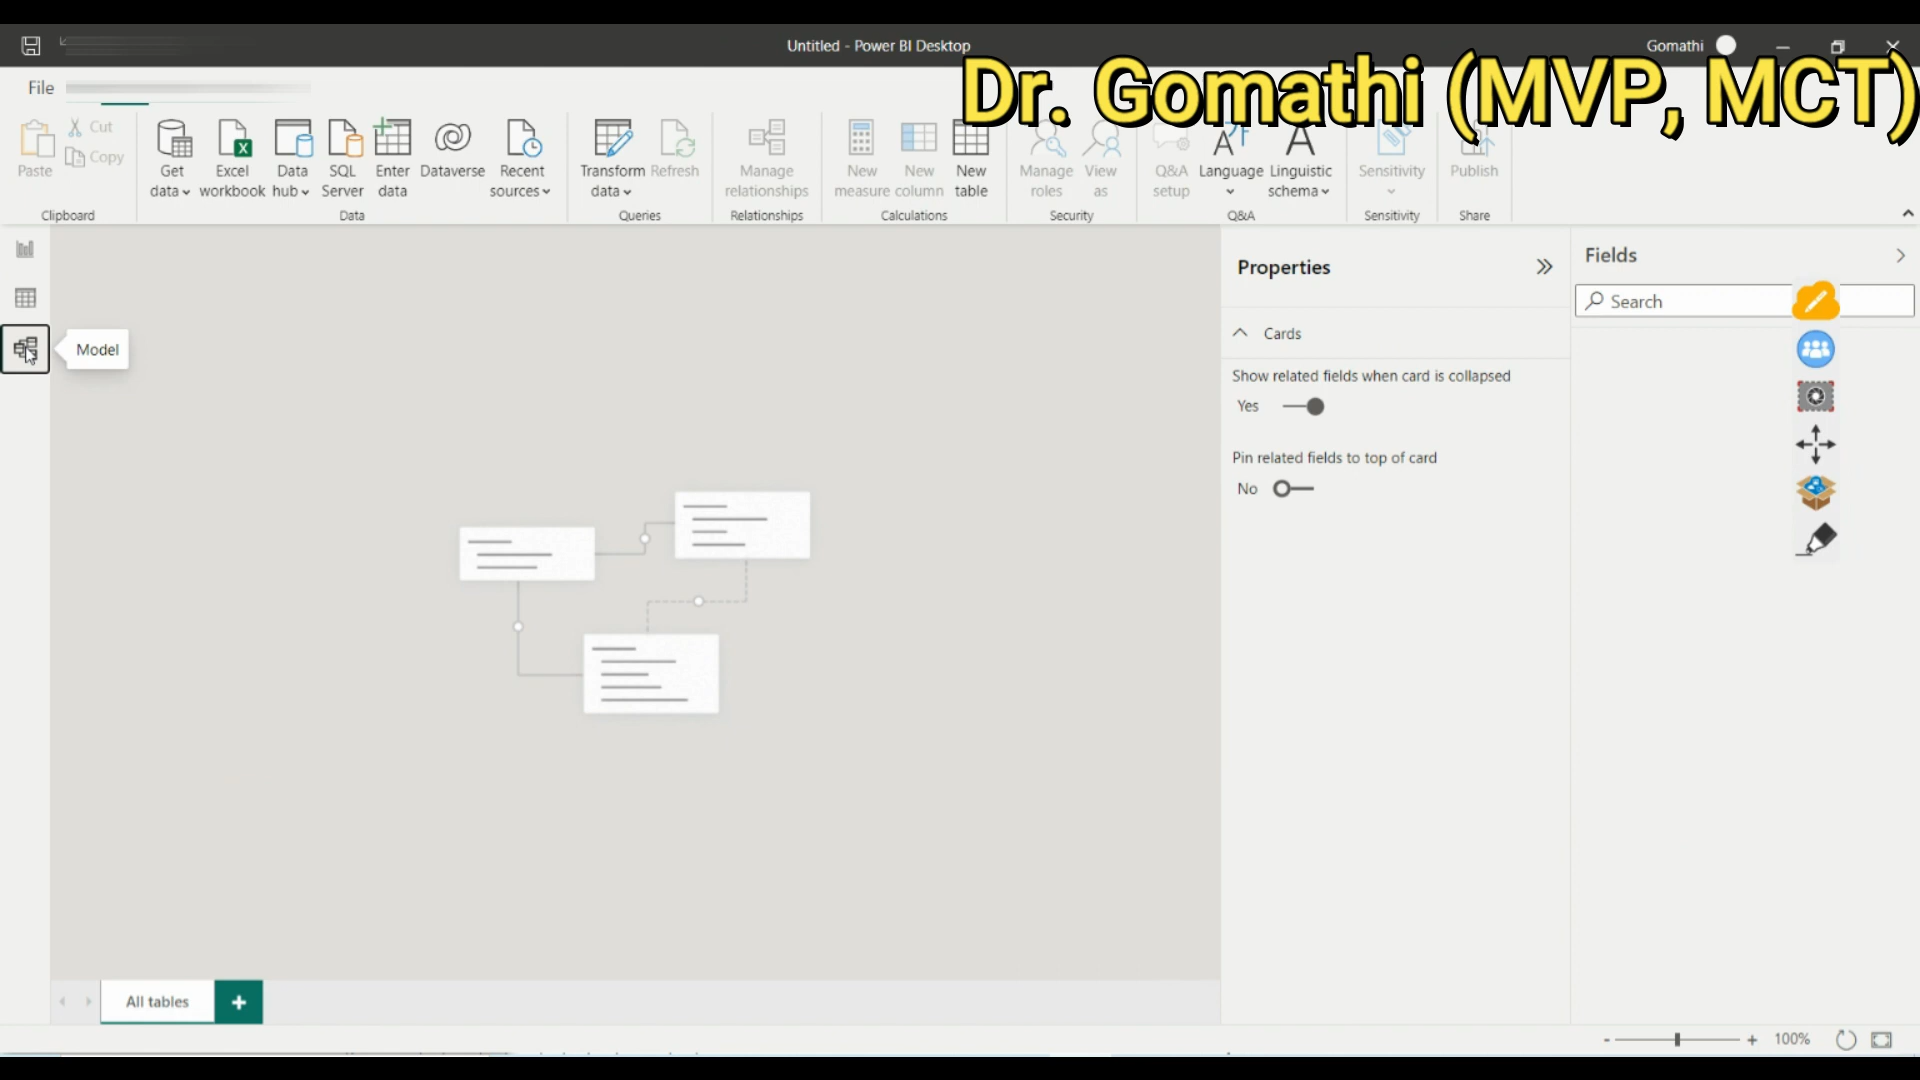 Untitled - Power BI Desktop
Gomathi
Dr. Gomathi (MVP, MCT)
File
Paste
Cut
Copy
Clipboard
Get data
Excel workbook
Data hub
SQL Server
Enter data
Dataverse
Recent sources
Data
Transform data
Refresh
Queries
Manage relationships
Relationships
New measure
New column
New table
Calculations
Manage roles
View as
Security
Q&A setup
Language
Linguistic schema
Q&A
Sensitivity
Sensitivity
Publish
Share
Model
Properties
Cards
Show related fields when card is collapsed
Yes
Pin related fields to top of card
No
Fields
Search
All tables
100%